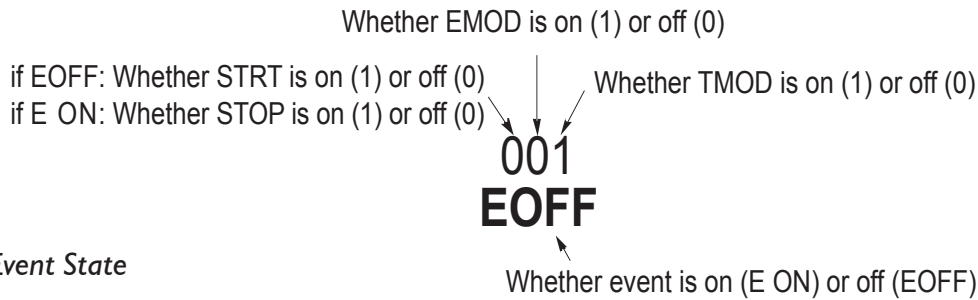 Whether EMOD is on (1) or off (0)
if EOFF: Whether STRT is on (1) or off (0)
Whether TMOD is on (1) or off (0)
if E ON: Whether STOP is on (1) or off (0)
001
EOFF
vent State
Whether event is on (E ON) or off (EOFF)